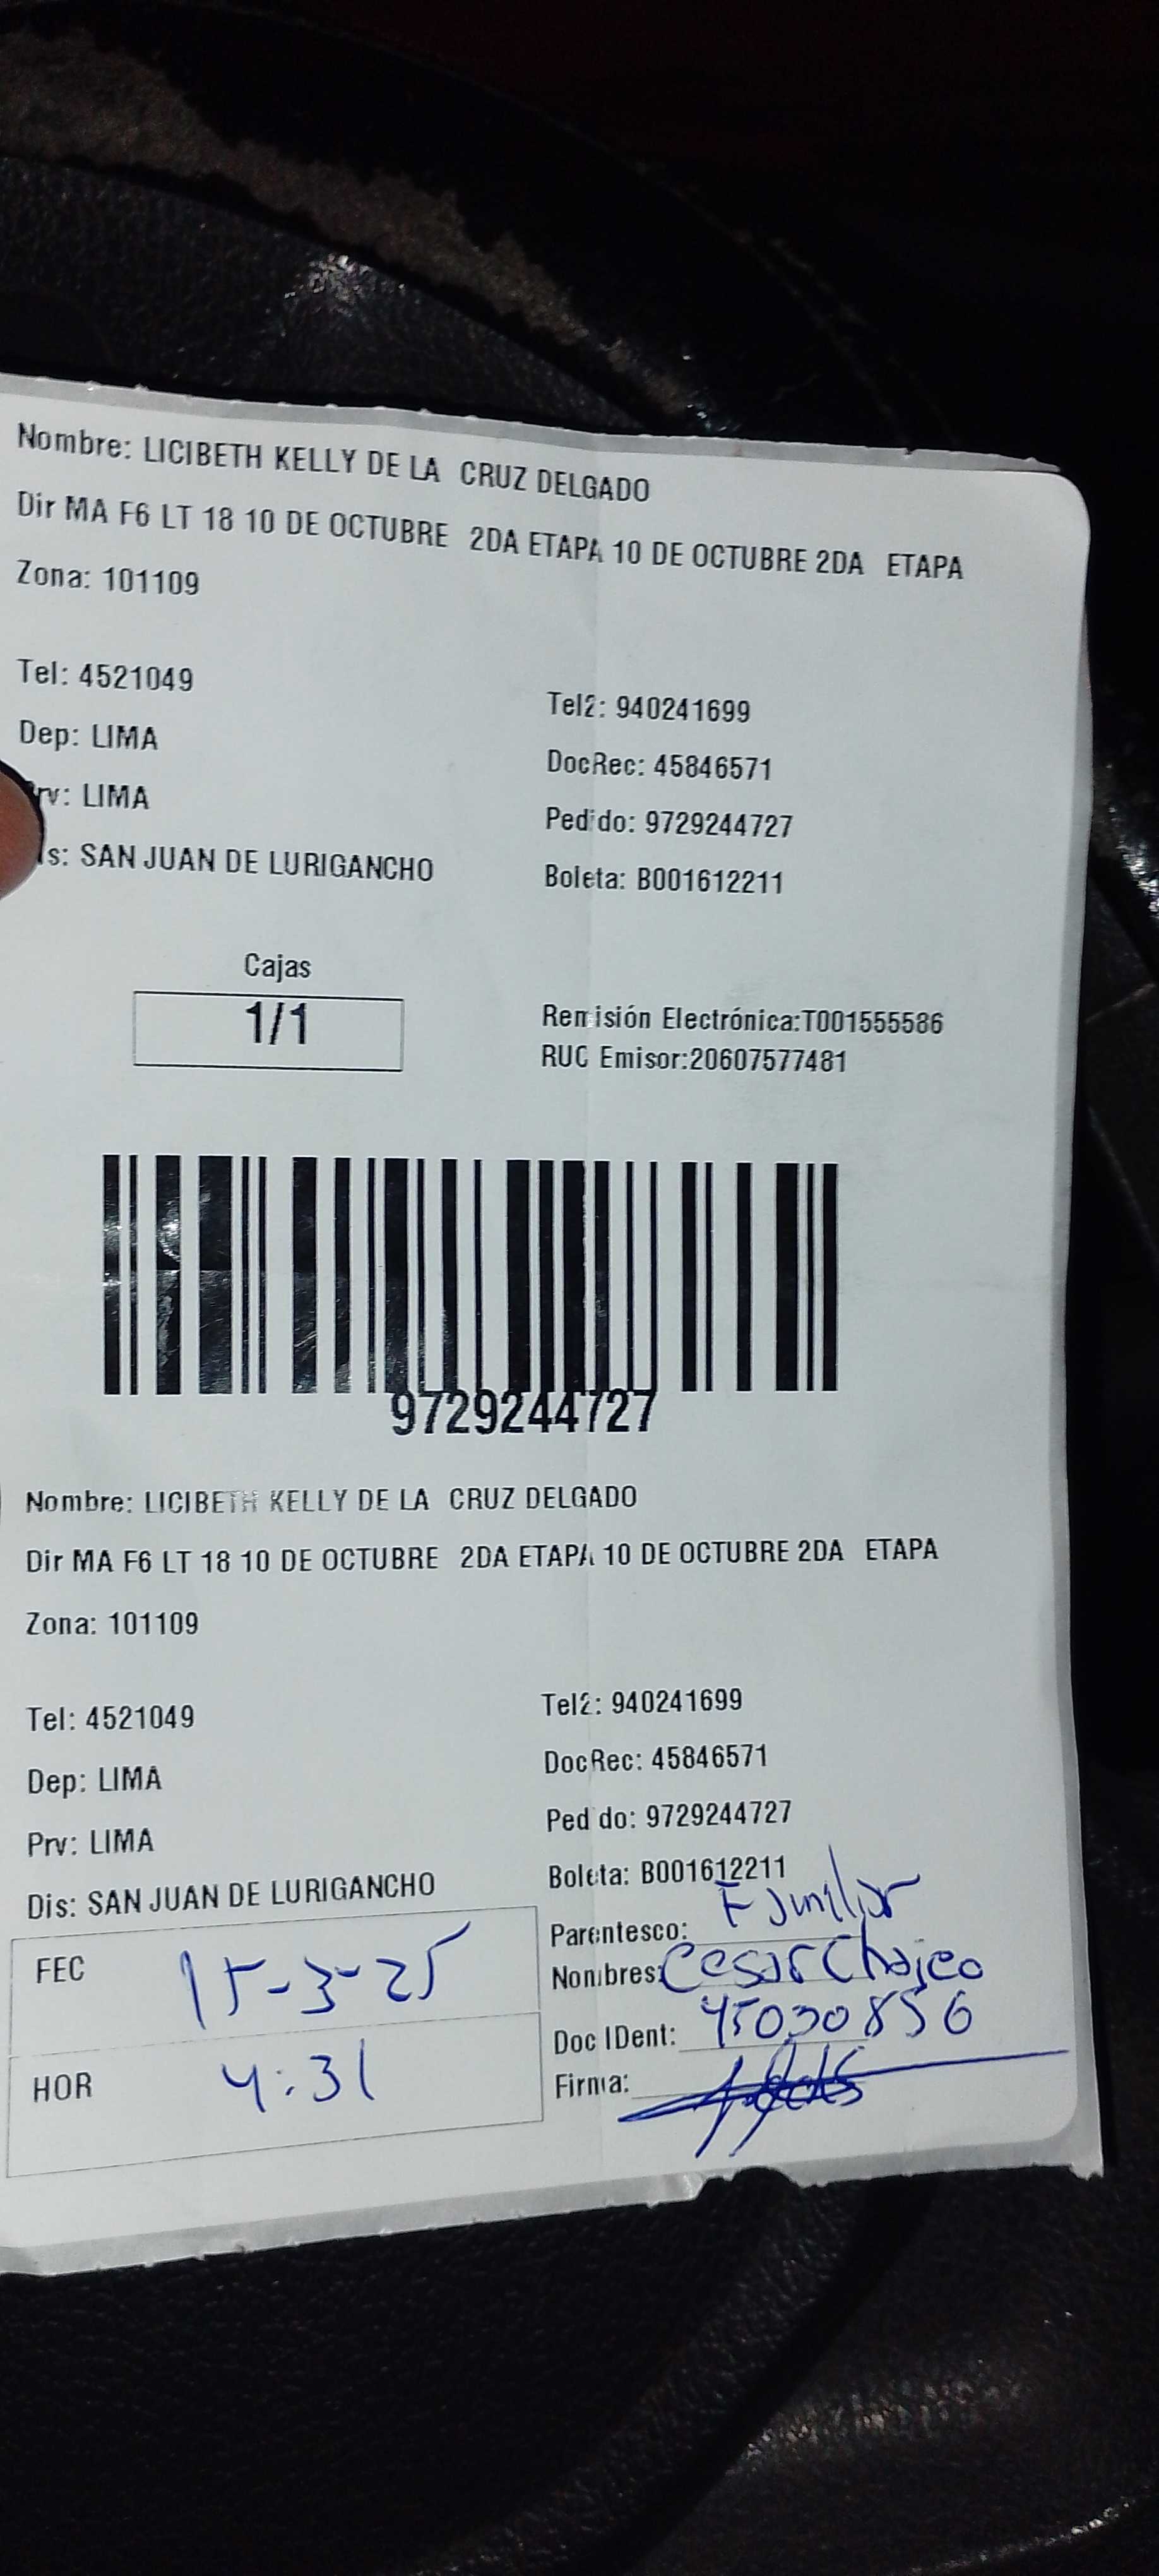 Nombre: LICIBETH KELLY DE LA CRUZ DELGADO
Dir MA F6 LT 18 10 DE OCTUBRE 2DA ETAPA 10 DE OCTUBRE 2DA ETAPA
Zona: 101109
Tel: 4521049
Tel2: 940241699
Dep: LIMA
DocRec: 45846571
rv: LIMA
Pedido: 9729244727
s: SAN JUAN DE LURIGANCHO
Boleta: B001612211
Cajas
1/1
Remisión Electrónica:T001555586
RUC Emisor:20607577481
9729244727
Nombre: LICIBETH KELLY DE LA CRUZ DELGADO
Dir MA F6 LT 18 10 DE OCTUBRE 2DA ETAPA 10 DE OCTUBRE 2DA ETAPA
Zona: 101109
Tel: 4521049
Tel2: 940241699
Dep: LIMA
DocRec: 45846571
Prv: LIMA
Pedido: 9729244727
Dis: SAN JUAN DE LURIGANCHO
Boleta: B001612211
Parentesco: Familiar
FEC 15-3-25
Nombres: Cesar
Doc IDent:
HOR 4:31
Firma: